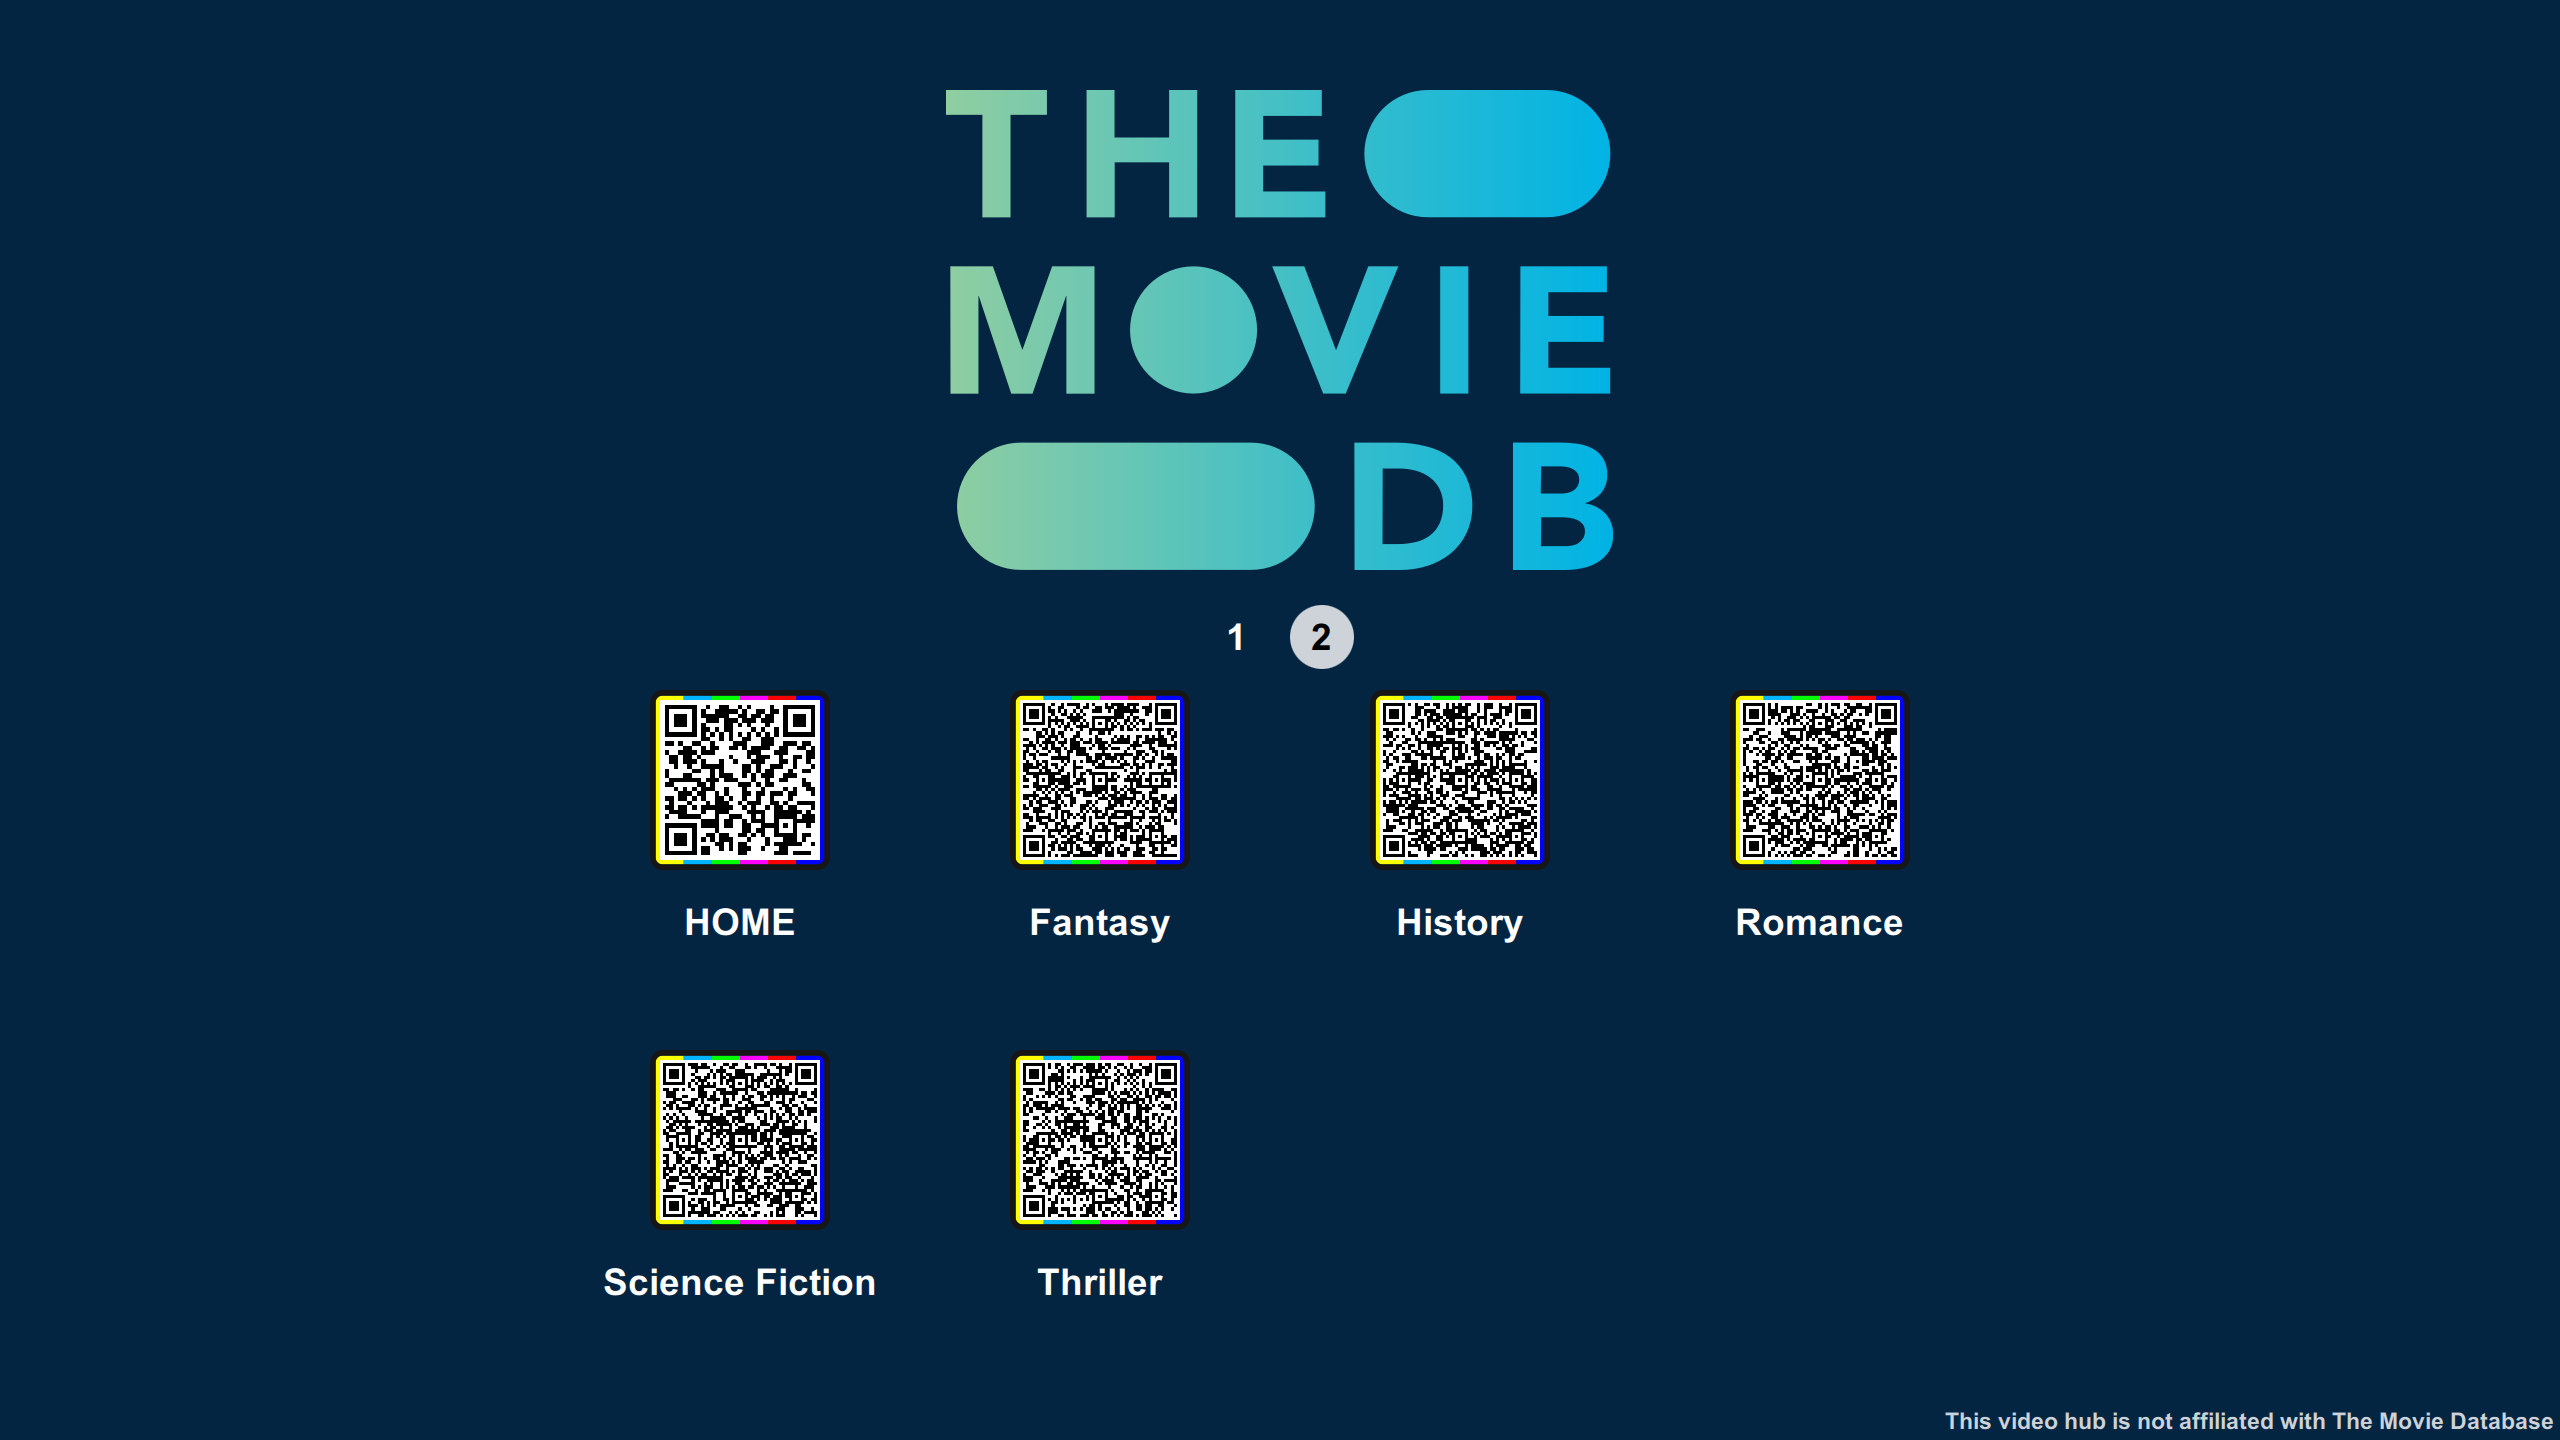 THE
MOVIE
DB
1 2
HOME Fantasy History Romance
Science Fiction Thriller
This video hub is not affiliated with The Movie Database